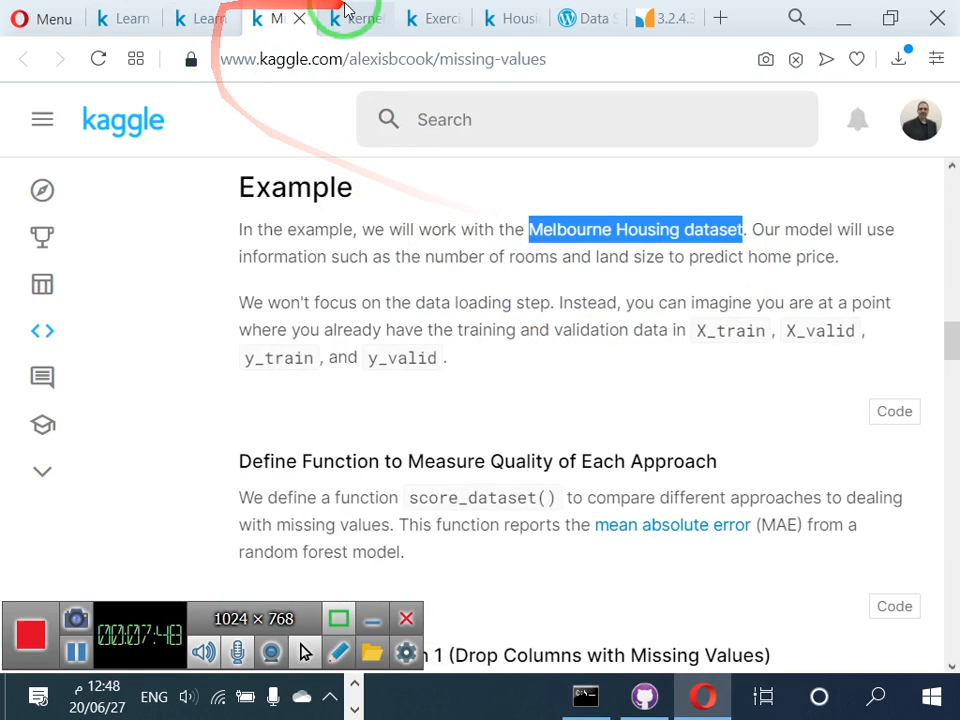 Menu
Learn
Learn
Mi
Kernel
Exerci
Housi
Data S
3.2.4.3
www.kaggle.com/alexisbcook/missing-values
kaggle
Search
Example
In the example, we will work with the Melbourne Housing dataset. Our model will use
information such as the number of rooms and land size to predict home price.
We won't focus on the data loading step. Instead, you can imagine you are at a point
where you already have the training and validation data in X_train, X_valid,
y_train, and y_valid.
Code
Define Function to Measure Quality of Each Approach
We define a function score_dataset() to compare different approaches to dealing
with missing values. This function reports the mean absolute error (MAE) from a
random forest model.
Code
1024 × 768
00:07:48
n 1 (Drop Columns with Missing Values)
12:48 م
ENG
20/06/27